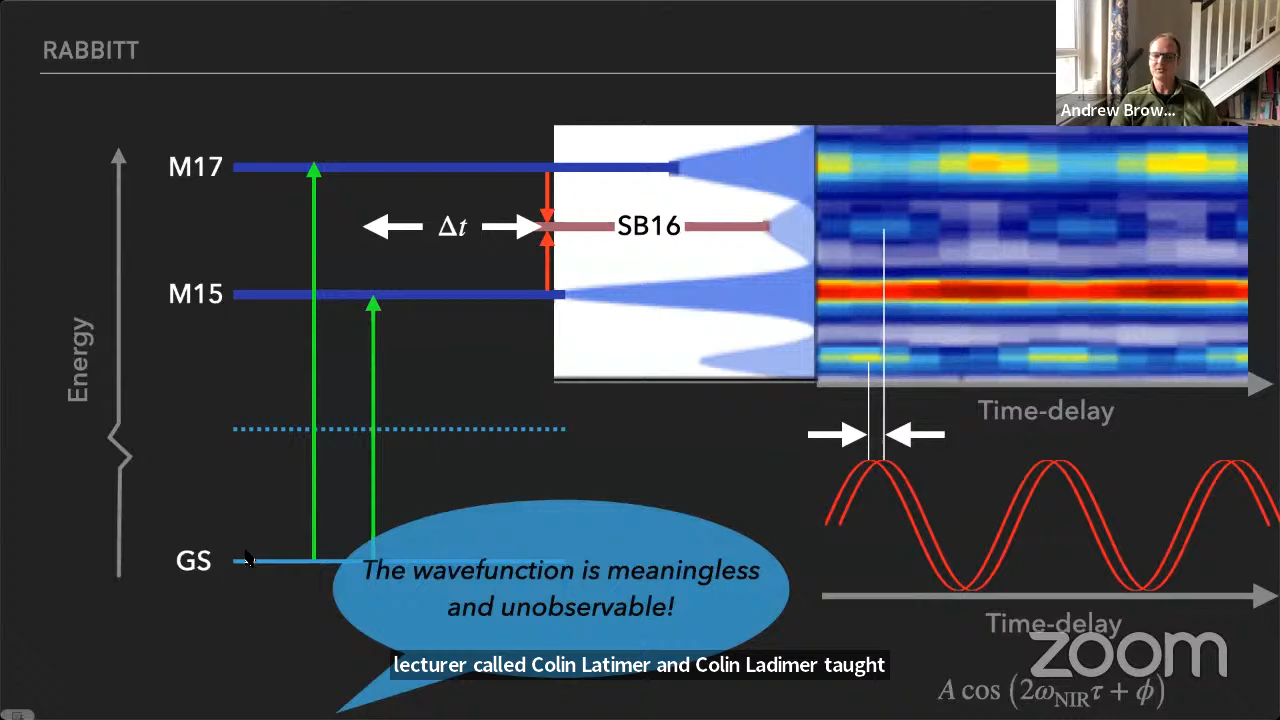 RABBITT
Andrew Brow...
M17
SB16
Δt
M15
Energy
Time-delay
GS
The wavefunction is meaningless
and unobservable!
Time-delay
lecturer called Colin Latimer and Colin Ladimer taught
zoom
A cos (2ωNIRτ + ϕ)